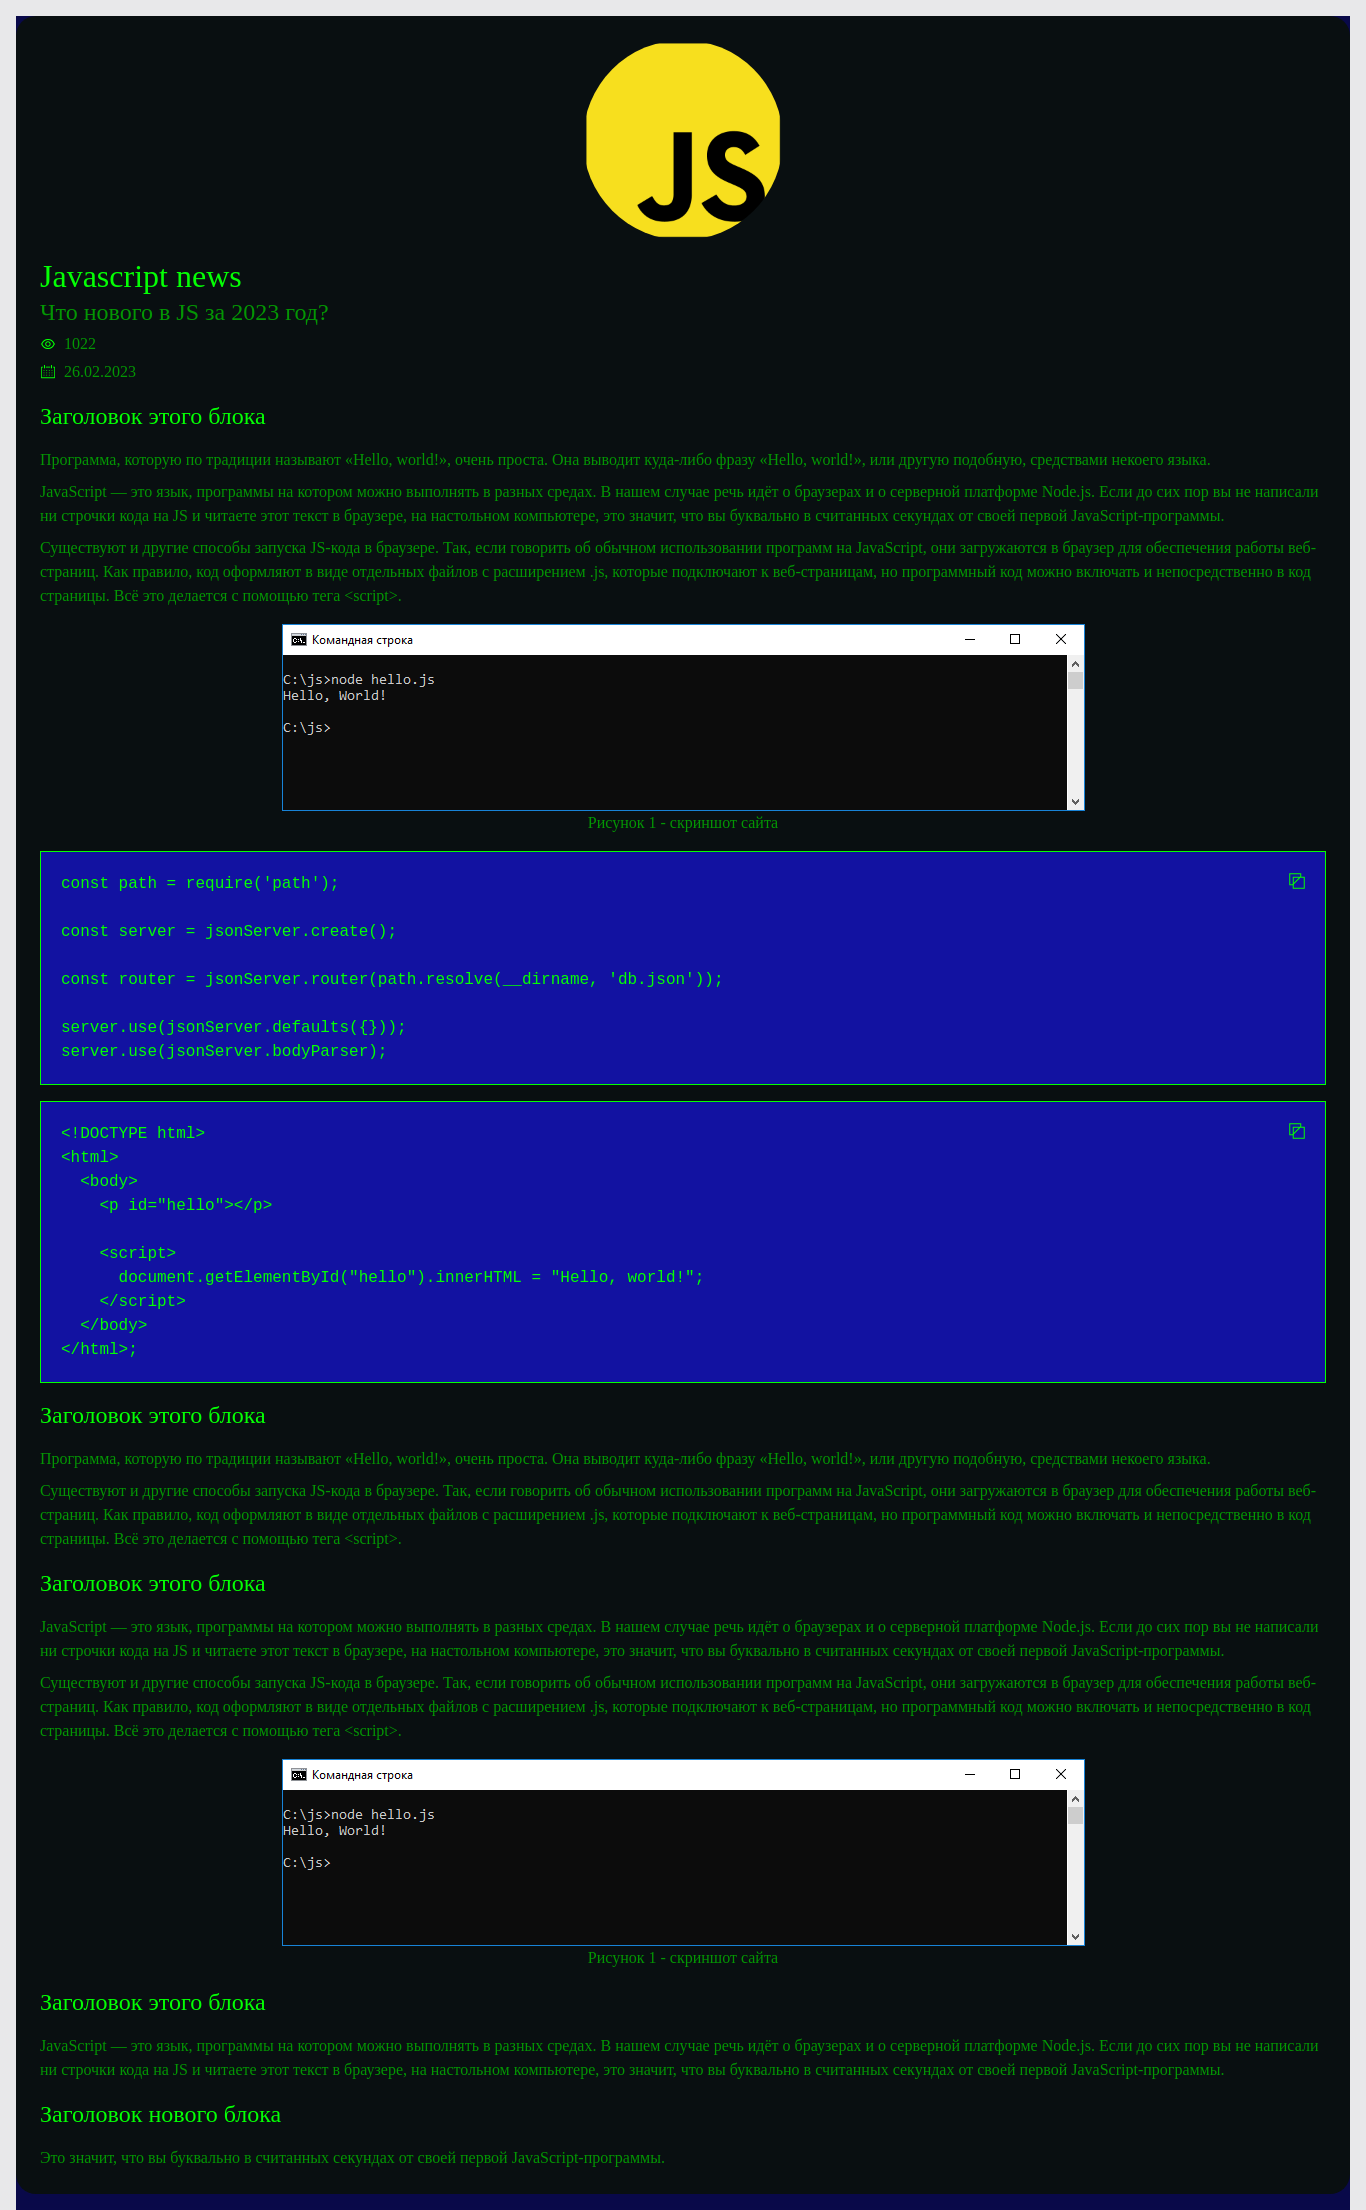 JS
Javascript news
Что нового в JS за 2023 год?
1022
26.02.2023
Заголовок этого блока
Программа, которую по традиции называют «Hello, world!», очень проста. Она выводит куда-либо фразу «Hello, world!», или другую подобную, средствами некоего языка.
JavaScript — это язык, программы на котором можно выполнять в разных средах. В нашем случае речь идёт о браузерах и о серверной платформе Node.js. Если до сих пор вы не написали
ни строчки кода на JS и читаете этот текст в браузере, на настольном компьютере, это значит, что вы буквально в считанных секундах от своей первой JavaScript-программы.
Существуют и другие способы запуска JS-кода в браузере. Так, если говорить об обычном использовании программ на JavaScript, они загружаются в браузер для обеспечения работы веб-
страниц. Как правило, код оформляют в виде отдельных файлов с расширением .js, которые подключают к веб-страницам, но программный код можно включать и непосредственно в код
страницы. Всё это делается с помощью тега <script>.
Командная строка
C:\js>node hello.js
Hello, World!
C:\js>
Рисунок 1 - скриншот сайта
const path = require('path');
const server = jsonServer.create();
const router = jsonServer.router(path.resolve(__dirname, 'db.json'));
server.use(jsonServer.defaults({}));
server.use(jsonServer.bodyParser);
<!DOCTYPE html>
<html>
  <body>
    <p id="hello"></p>
    <script>
      document.getElementById("hello").innerHTML = "Hello, world!";
    </script>
  </body>
</html>;
Заголовок этого блока
Программа, которую по традиции называют «Hello, world!», очень проста. Она выводит куда-либо фразу «Hello, world!», или другую подобную, средствами некоего языка.
Существуют и другие способы запуска JS-кода в браузере. Так, если говорить об обычном использовании программ на JavaScript, они загружаются в браузер для обеспечения работы веб-
страниц. Как правило, код оформляют в виде отдельных файлов с расширением .js, которые подключают к веб-страницам, но программный код можно включать и непосредственно в код
страницы. Всё это делается с помощью тега <script>.
Заголовок этого блока
JavaScript — это язык, программы на котором можно выполнять в разных средах. В нашем случае речь идёт о браузерах и о серверной платформе Node.js. Если до сих пор вы не написали
ни строчки кода на JS и читаете этот текст в браузере, на настольном компьютере, это значит, что вы буквально в считанных секундах от своей первой JavaScript-программы.
Существуют и другие способы запуска JS-кода в браузере. Так, если говорить об обычном использовании программ на JavaScript, они загружаются в браузер для обеспечения работы веб-
страниц. Как правило, код оформляют в виде отдельных файлов с расширением .js, которые подключают к веб-страницам, но программный код можно включать и непосредственно в код
страницы. Всё это делается с помощью тега <script>.
Командная строка
C:\js>node hello.js
Hello, World!
C:\js>
Рисунок 1 - скриншот сайта
Заголовок этого блока
JavaScript — это язык, программы на котором можно выполнять в разных средах. В нашем случае речь идёт о браузерах и о серверной платформе Node.js. Если до сих пор вы не написали
ни строчки кода на JS и читаете этот текст в браузере, на настольном компьютере, это значит, что вы буквально в считанных секундах от своей первой JavaScript-программы.
Заголовок нового блока
Это значит, что вы буквально в считанных секундах от своей первой JavaScript-программы.